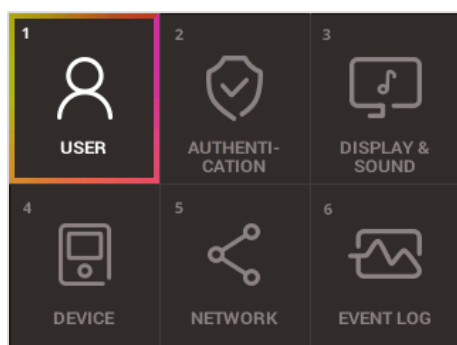 1
USER
2
AUTHENTI-
CATION
3
DISPLAY &
SOUND
4
DEVICE
5
NETWORK
6
EVENT LOG